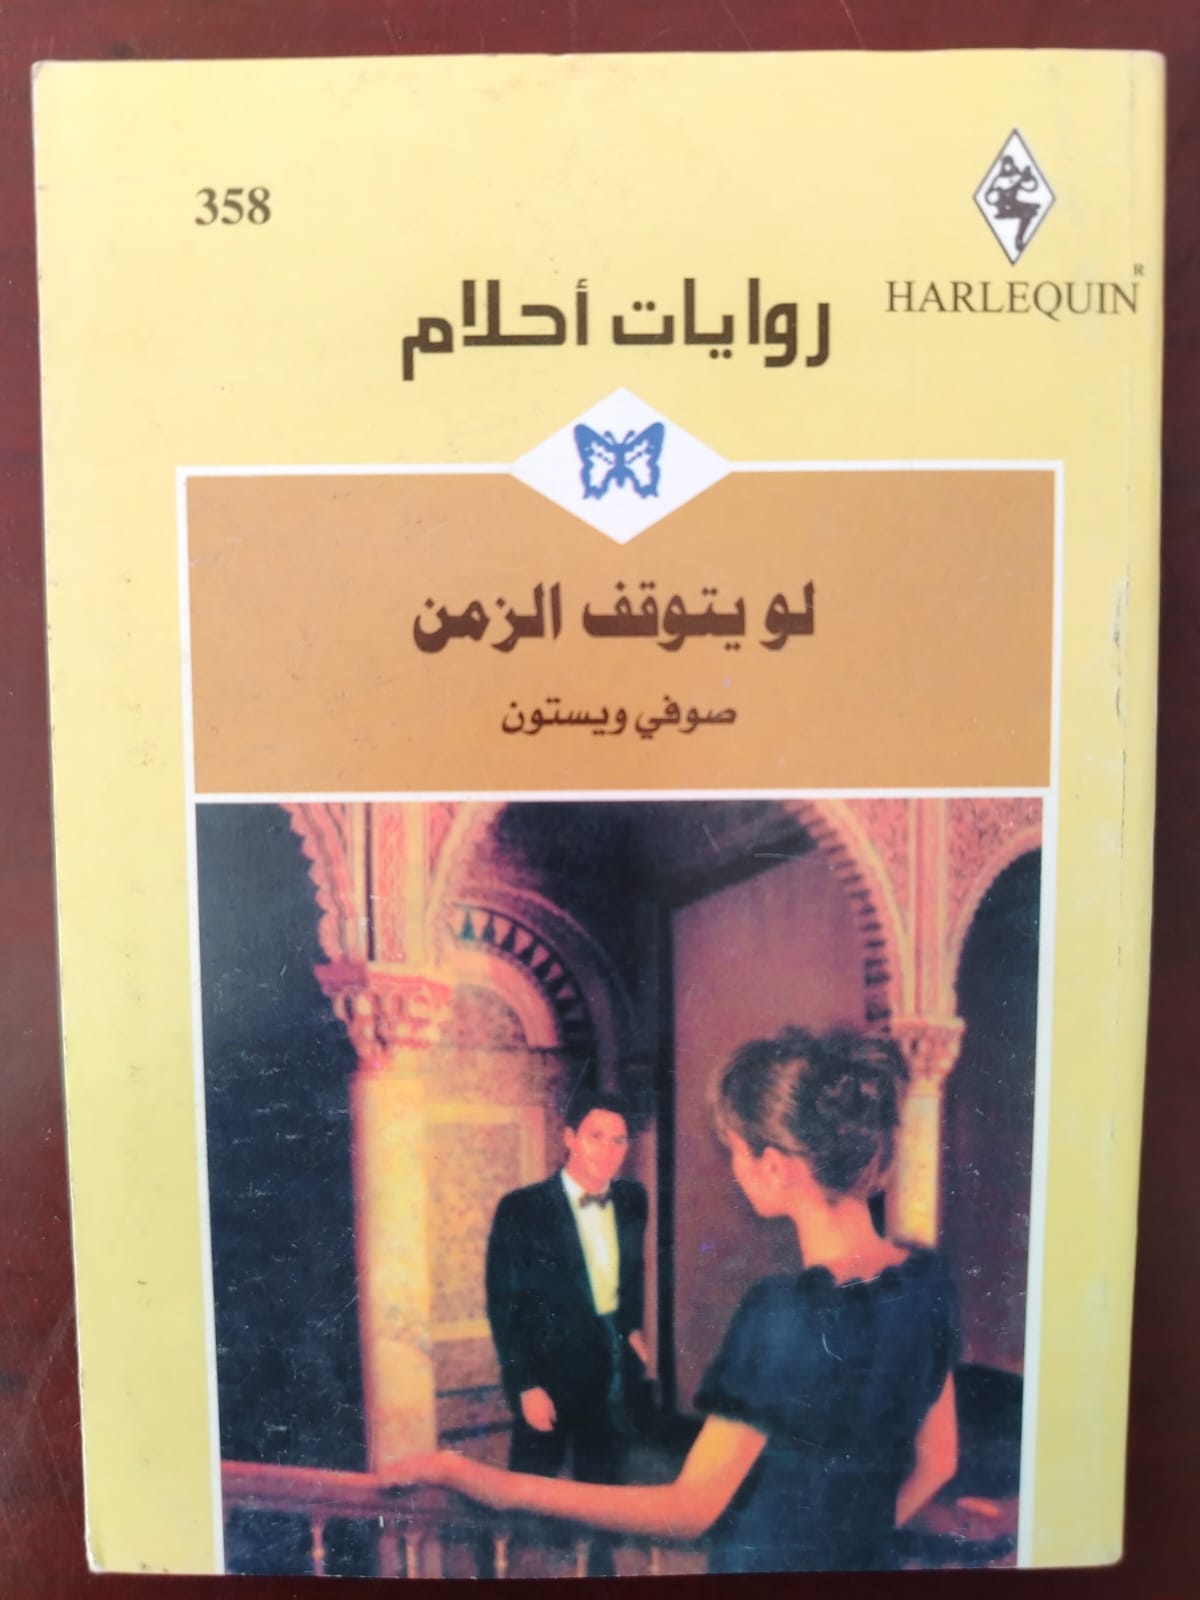 358
HARLEQUIN®
روايات أحلام
لو يتوقف الزمن
صوفي ويستون